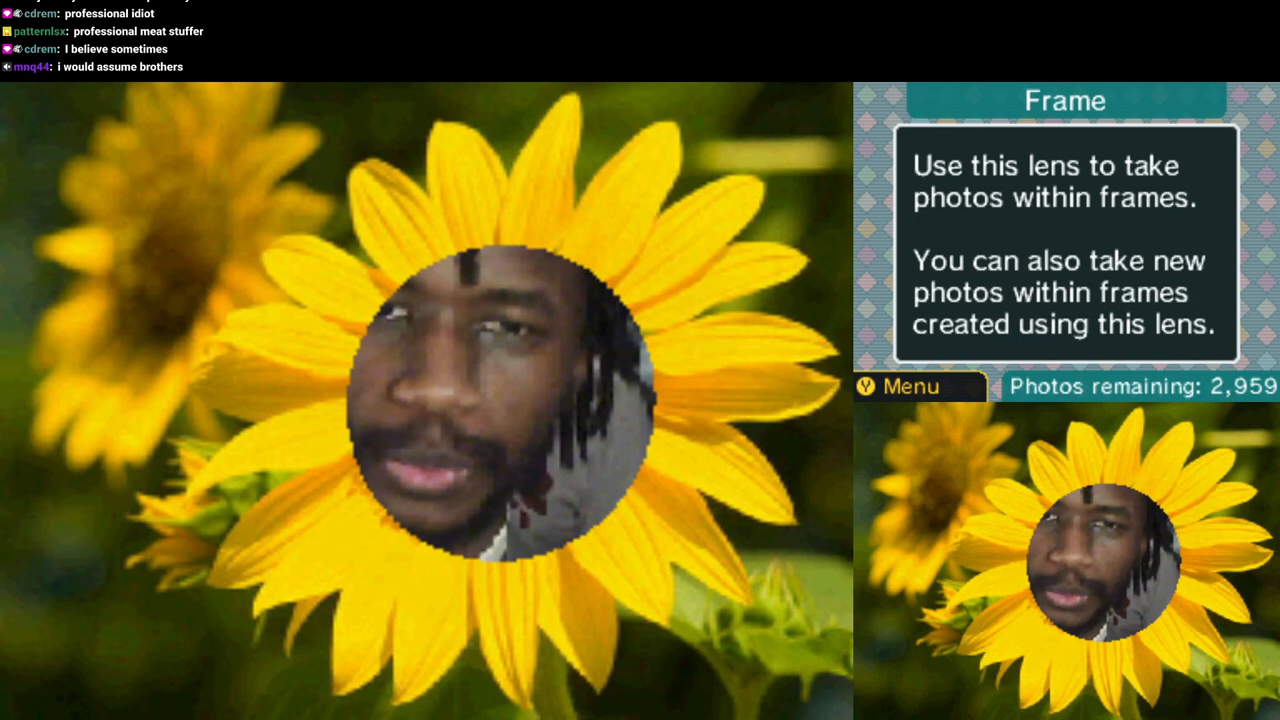 cdrem: professional idiot
patternlsx: professional meat stuffer
cdrem: I believe sometimes
mnq44: i would assume brothers
Frame
Use this lens to take
photos within frames.
You can also take new
photos within frames
created using this lens.
Y Menu
Photos remaining: 2,959